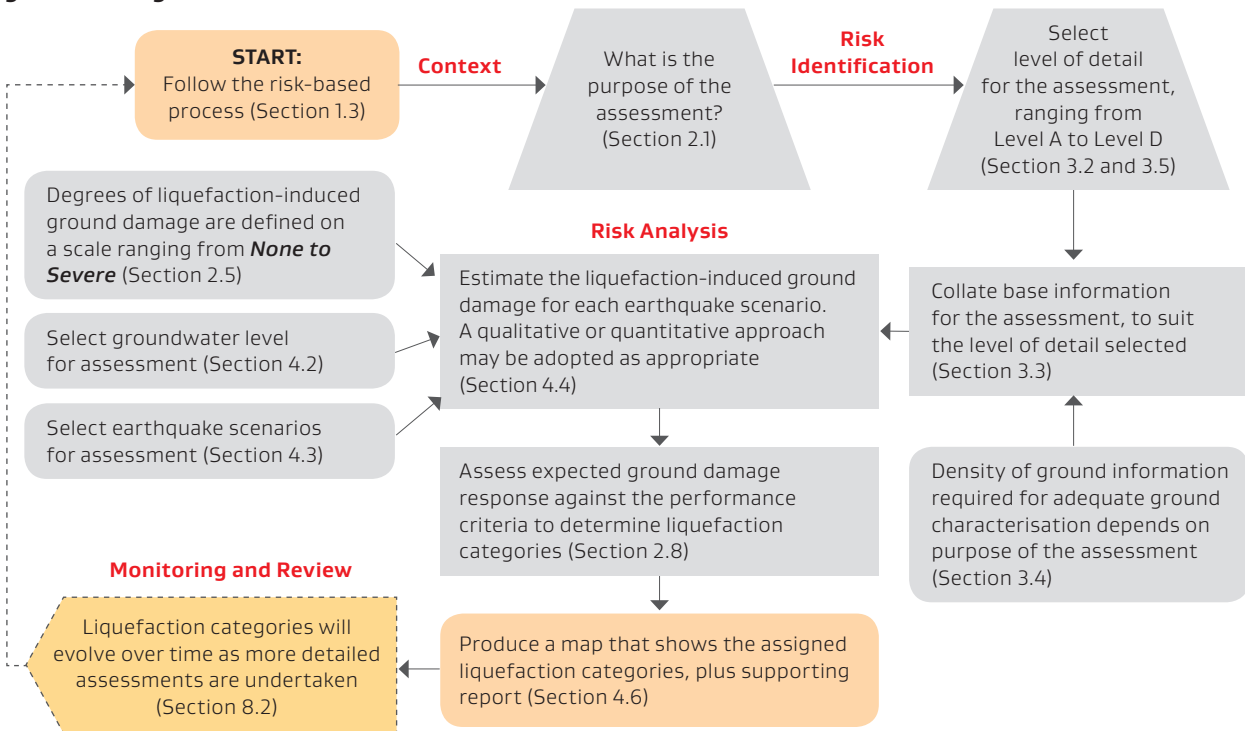 START:
Follow the risk-based
process (Section 1.3)
Context
What is the
purpose of the
assessment?
(Section 2.1)
Risk
Identification
Select
level of detail
for the assessment,
ranging from
Level A to Level D
(Section 3.2 and 3.5)
Degrees of liquefaction-induced
ground damage are defined on
a scale ranging from None to
Severe (Section 2.5)
Select groundwater level
for assessment (Section 4.2)
Select earthquake scenarios
for assessment (Section 4.3)
Risk Analysis
Estimate the liquefaction-induced ground
damage for each earthquake scenario.
A qualitative or quantitative approach
may be adopted as appropriate
(Section 4.4)
Collate base information
for the assessment, to suit
the level of detail selected
(Section 3.3)
Density of ground information
required for adequate ground
characterisation depends on
purpose of the assessment
(Section 3.4)
Assess expected ground damage
response against the performance
criteria to determine liquefaction
categories (Section 2.8)
Monitoring and Review
Liquefaction categories will
evolve over time as more detailed
assessments are undertaken
(Section 8.2)
Produce a map that shows the assigned
liquefaction categories, plus supporting
report (Section 4.6)